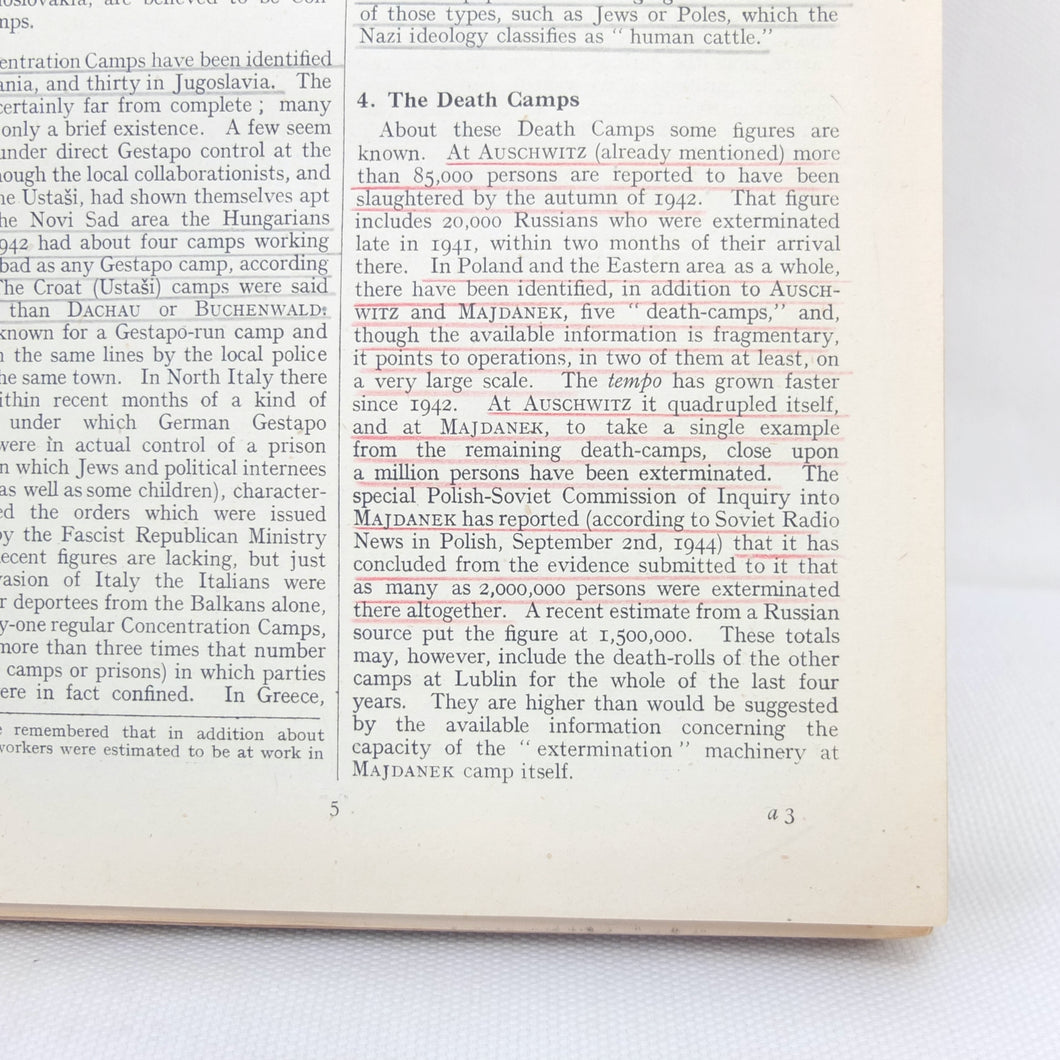 mps.
entration Camps have been identified
ania, and thirty in Jugoslavia. The
certainly far from complete ; many
only a brief existence. A few seem
under direct Gestapo control at the
hough the local collaborationists, and
he Ustaši, had shown themselves apt
the Novi Sad area the Hungarians
942 had about four camps working
bad as any Gestapo camp, according
The Croat (Ustaši) camps were said
than DACHAU or BUCHENWALD:
known for a Gestapo-run camp and
n the same lines by the local police
he same town. In North Italy there
within recent months of a kind of
under which German Gestapo
were in actual control of a prison
n which Jews and political internees
as well as some children), character-
ed the orders which were issued
by the Fascist Republican Ministry
recent figures are lacking, but just
vasion of Italy the Italians were
r deportees from the Balkans alone,
y-one regular Concentration Camps,
more than three times that number
camps or prisons) in which parties
ere in fact confined. In Greece,
e remembered that in addition about
workers were estimated to be at work in
of those types, such as Jews or Poles, which the
Nazi ideology classifies as “ human cattle.”
4. The Death Camps
About these Death Camps some figures are
known. At AUSCHWITZ (already mentioned) more
than 85,000 persons are reported to have been
slaughtered by the autumn of 1942. That figure
includes 20,000 Russians who were exterminated
late in 1941, within two months of their arrival
there. In Poland and the Eastern area as a whole,
there have been identified, in addition to AUSCH-
WITZ and MAJDANEK, five “ death-camps,” and,
though the available information is fragmentary,
it points to operations, in two of them at least, on
a very large scale. The tempo has grown faster
since 1942. At AUSCHWITZ it quadrupled itself,
and at MAJDANEK, to take a single example
from the remaining death-camps, close upon
a million persons have been exterminated. The
special Polish-Soviet Commission of Inquiry into
MAJDANEK has reported (according to Soviet Radio
News in Polish, September 2nd, 1944) that it has
concluded from the evidence submitted to it that
as many as 2,000,000 persons were exterminated
there altogether. A recent estimate from a Russian
source put the figure at 1,500,000. These totals
may, however, include the death-rolls of the other
camps at Lublin for the whole of the last four
years. They are higher than would be suggested
by the available information concerning the
capacity of the “ extermination ” machinery at
MAJDANEK camp itself.
5
a 3